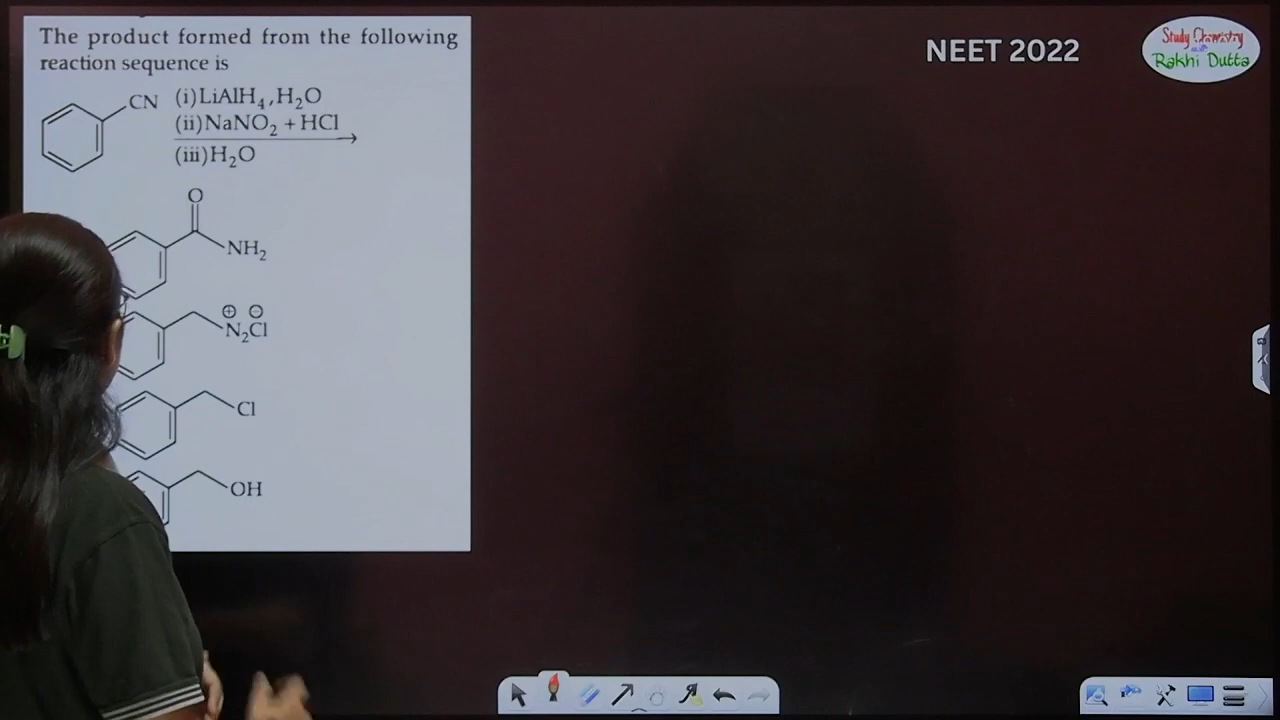 The product formed from the following
reaction sequence is
CN
(i)LiAlH₄,H₂O
(ii)NaNO₂ + HCl
(iii)H₂O
O
NH₂
⊕ ⊖
N₂Cl
Cl
OH
NEET 2022
Study Chemistry
with
Rakhi Dutta